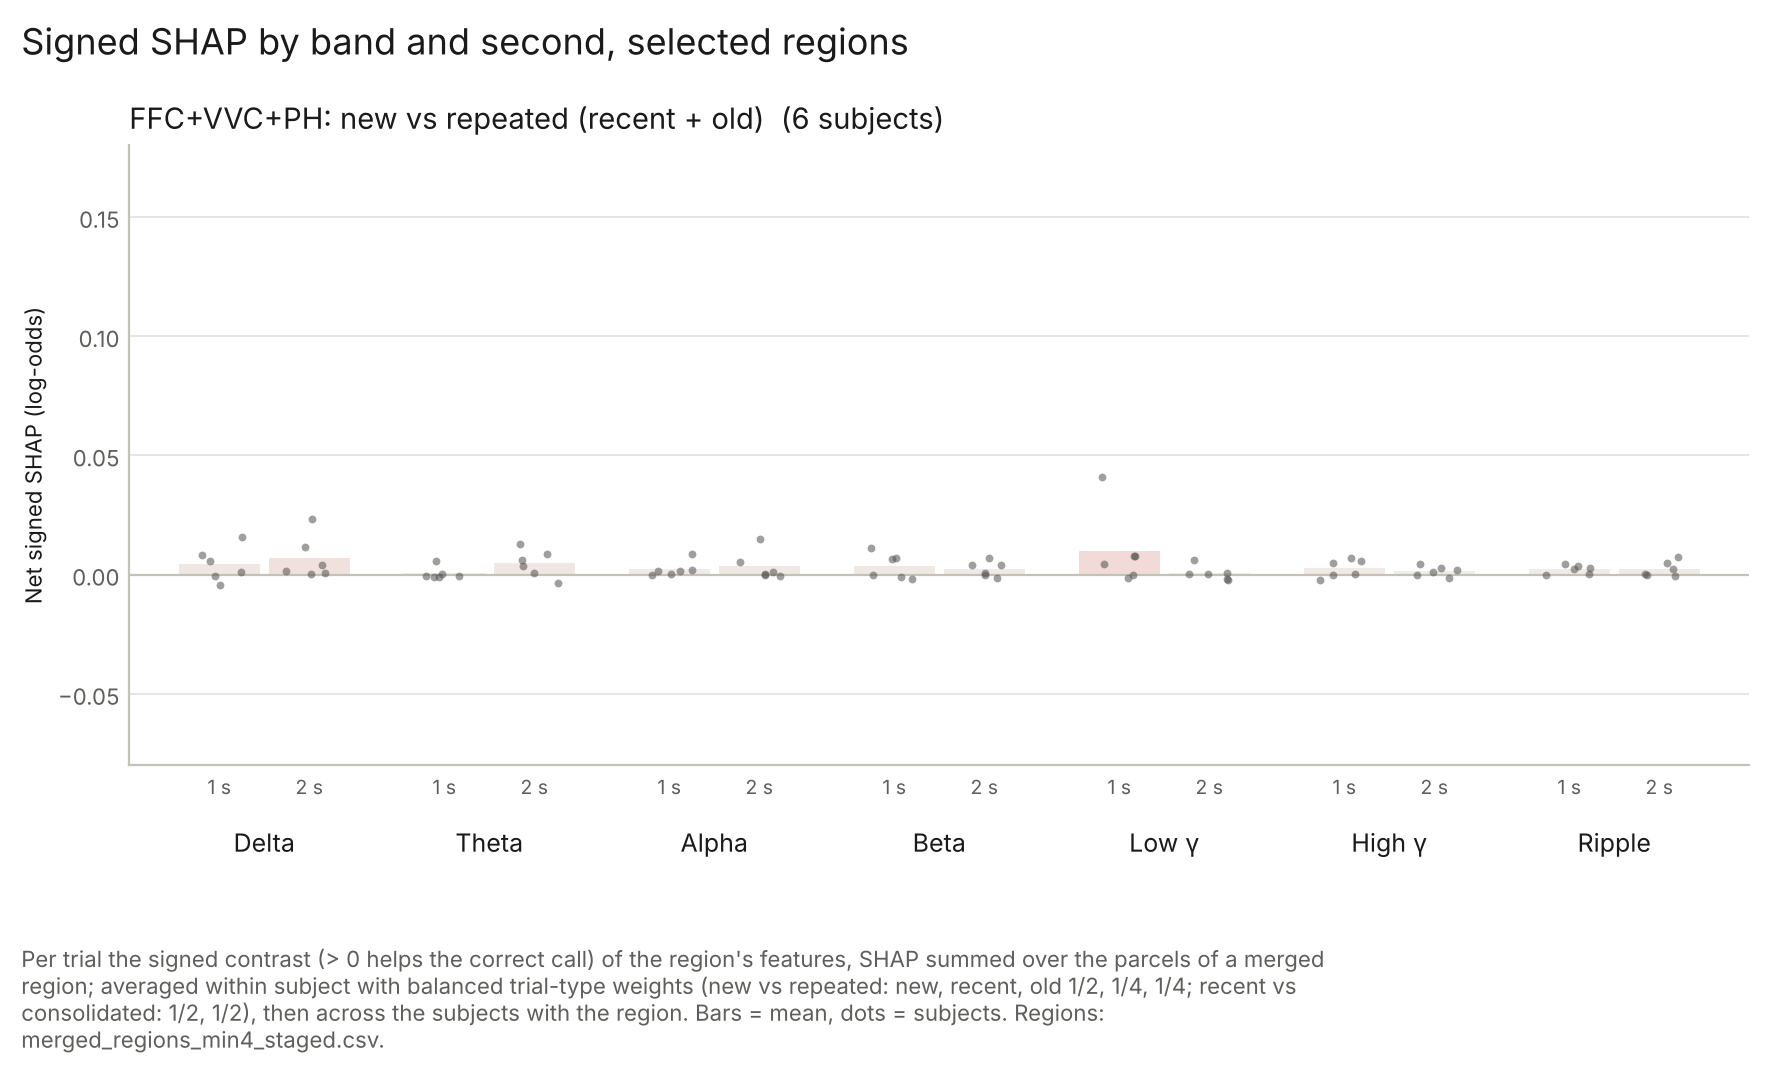 Signed SHAP by band and second, selected regions
FFC+VVC+PH: new vs repeated (recent + old)  (6 subjects)
Net signed SHAP (log-odds)
0.15
0.10
0.05
0.00
−0.05
1 s 2 s 1 s 2 s 1 s 2 s 1 s 2 s 1 s 2 s 1 s 2 s 1 s 2 s
Delta Theta Alpha Beta Low γ High γ Ripple
Per trial the signed contrast (> 0 helps the correct call) of the region's features, SHAP summed over the parcels of a merged
region; averaged within subject with balanced trial-type weights (new vs repeated: new, recent, old 1/2, 1/4, 1/4; recent vs
consolidated: 1/2, 1/2), then across the subjects with the region. Bars = mean, dots = subjects. Regions:
merged_regions_min4_staged.csv.